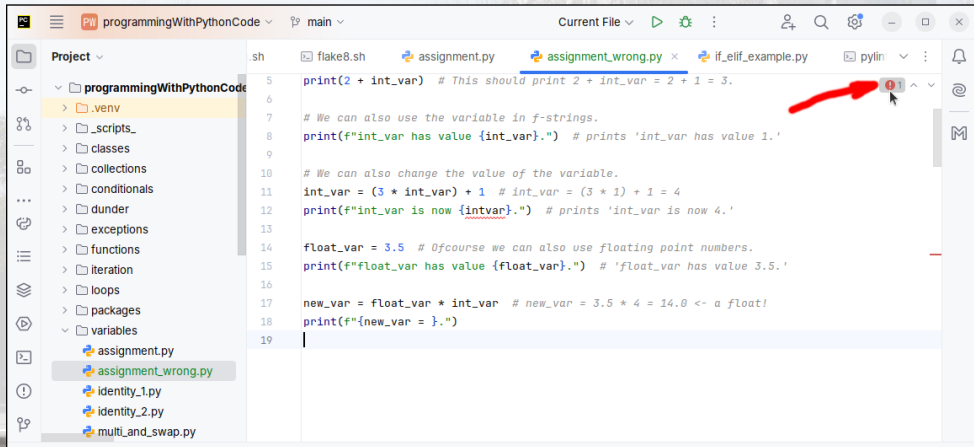 PC PW programmingWithPythonCode main Current File
Project
.sh flake8.sh assignment.py assignment_wrong.py if_elif_example.py pylin
programmingWithPythonCode
.venv
_scripts_
classes
collections
conditionals
dunder
exceptions
functions
iteration
loops
packages
variables
assignment.py
assignment_wrong.py
identity_1.py
identity_2.py
multi_and_swap.py
5 print(2 + int_var)  # This should print 2 + int_var = 2 + 1 = 3.
6
7 # We can also use the variable in f-strings.
8 print(f"int_var has value {int_var}.")  # prints 'int_var has value 1.'
9
10 # We can also change the value of the variable.
11 int_var = (3 * int_var) + 1  # int_var = (3 * 1) + 1 = 4
12 print(f"int_var is now {intvar}.")  # prints 'int_var is now 4.'
13
14 float_var = 3.5  # Ofcourse we can also use floating point numbers.
15 print(f"float_var has value {float_var}.")  # 'float_var has value 3.5.'
16
17 new_var = float_var * int_var  # new_var = 3.5 * 4 = 14.0 <- a float!
18 print(f"{new_var = }.")
19
1